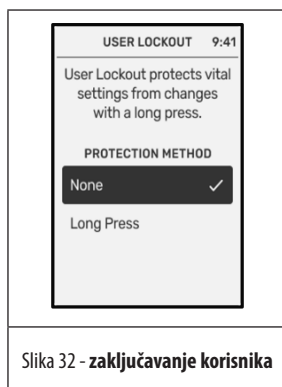 USER LOCKOUT 9:41
User Lockout protects vital
settings from changes
with a long press.
PROTECTION METHOD
None
Long Press
Slika 32 - zaključavanje korisnika